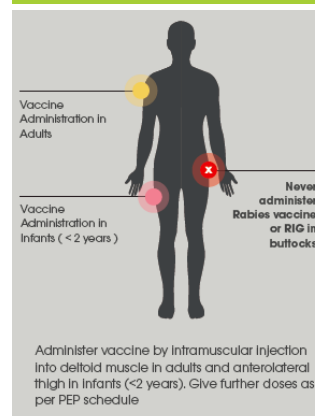 Vaccine
Administration in
Adults
x
Never
administer
Rabies vaccine
or RIG in
buttocks
Vaccine
Administration in
Infants ( < 2 years )
Administer vaccine by intramuscular injection
into deltoid muscle in adults and anterolateral
thigh in infants (<2 years). Give further doses as
per PEP schedule